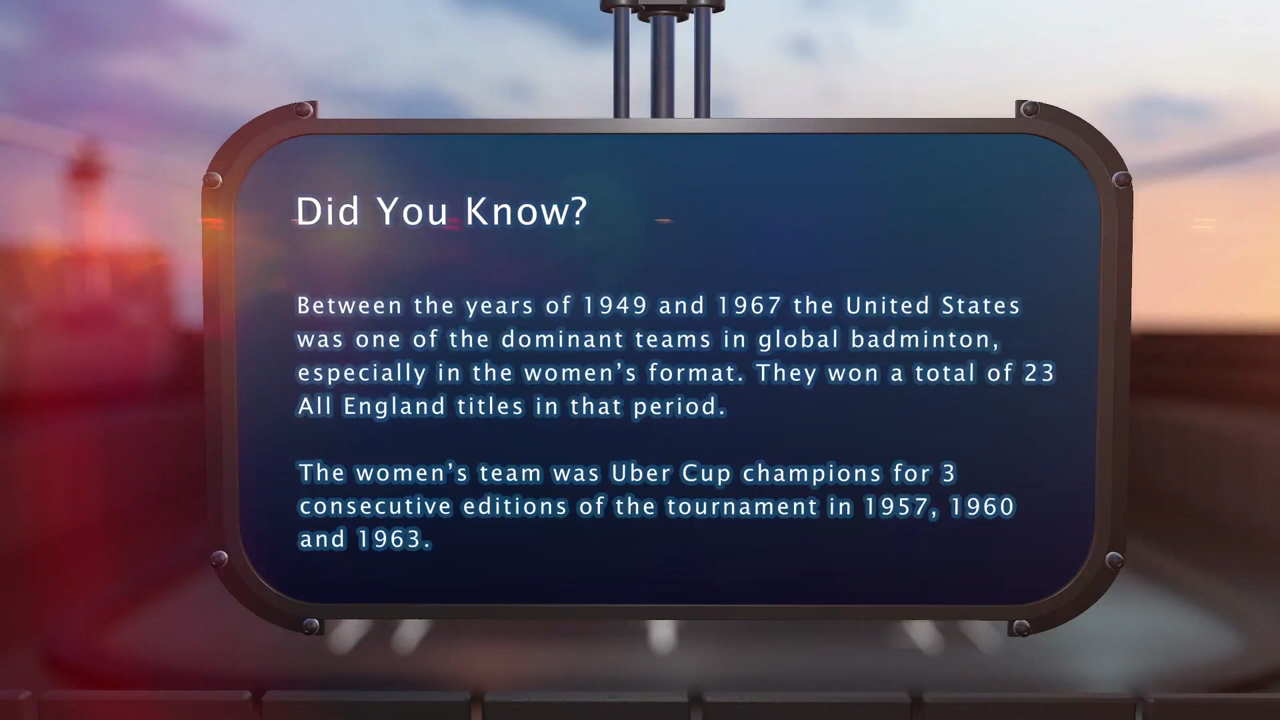 Did You Know?
Between the years of 1949 and 1967 the United States
was one of the dominant teams in global badminton,
especially in the women’s format. They won a total of 23
All England titles in that period.
The women’s team was Uber Cup champions for 3
consecutive editions of the tournament in 1957, 1960
and 1963.